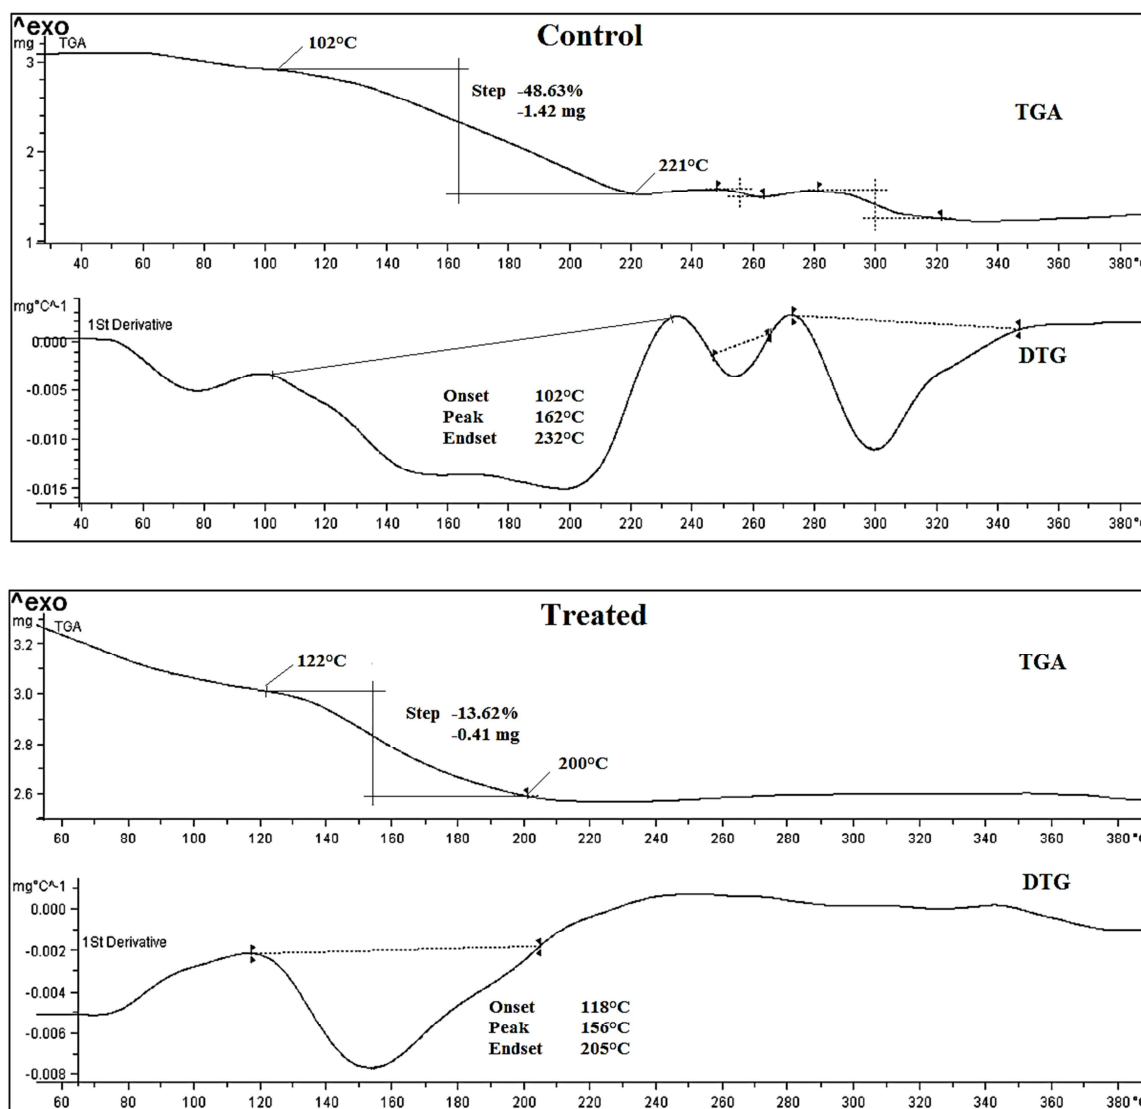 ^exo
Control
mg
TGA
102°C
3
Step -48.63%
-1.42 mg
TGA
2
221°C
1
40 60 80 100 120 140 160 180 200 220 240 260 280 300 320 340 360 380 °C
mg°C^-1
1St Derivative
0.000
DTG
-0.005
Onset 102°C
Peak 162°C
Endset 232°C
-0.010
-0.015
40 60 80 100 120 140 160 180 200 220 240 260 280 300 320 340 360 380 °C
^exo
Treated
mg
TGA
3.2
122°C
TGA
3.0
Step -13.62%
-0.41 mg
2.8
200°C
2.6
60 80 100 120 140 160 180 200 220 240 260 280 300 320 340 360 380 °C
mg°C^-1
DTG
0.000
1St Derivative
-0.002
-0.004
Onset 118°C
Peak 156°C
Endset 205°C
-0.006
-0.008
60 80 100 120 140 160 180 200 220 240 260 280 300 320 340 360 380 °C